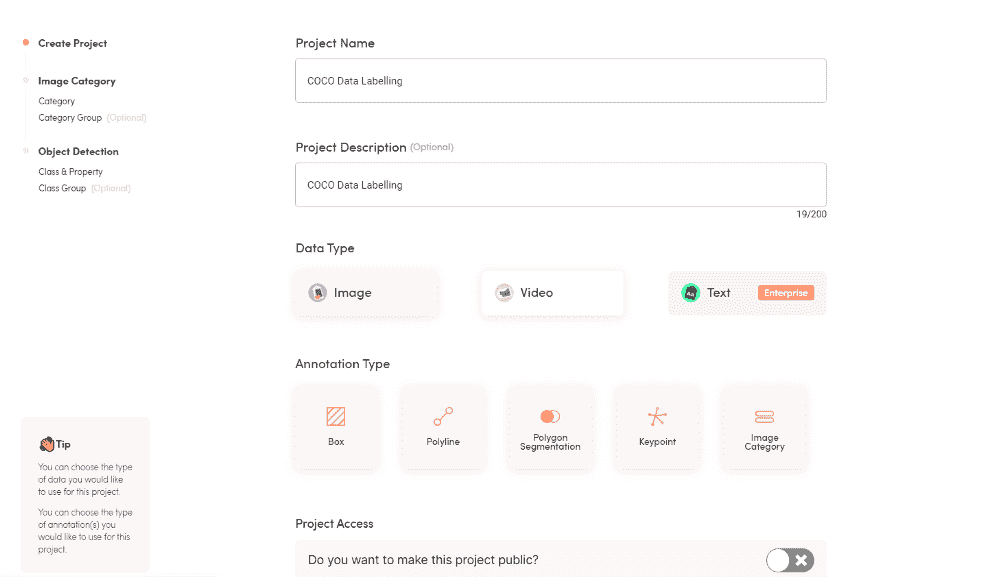 Create Project
Image Category
Category
Category Group (Optional)
Object Detection
Class & Property
Class Group (Optional)
Tip
You can choose the type
of data you would like
to use for this project.
You can choose the type
of annotation(s) you
would like to use for this
project.
Project Name
COCO Data Labelling
Project Description (Optional)
COCO Data Labelling
19/200
Data Type
Image
Video
Text
Enterprise
Annotation Type
Box
Polyline
Polygon
Segmentation
Keypoint
Image
Category
Project Access
Do you want to make this project public?